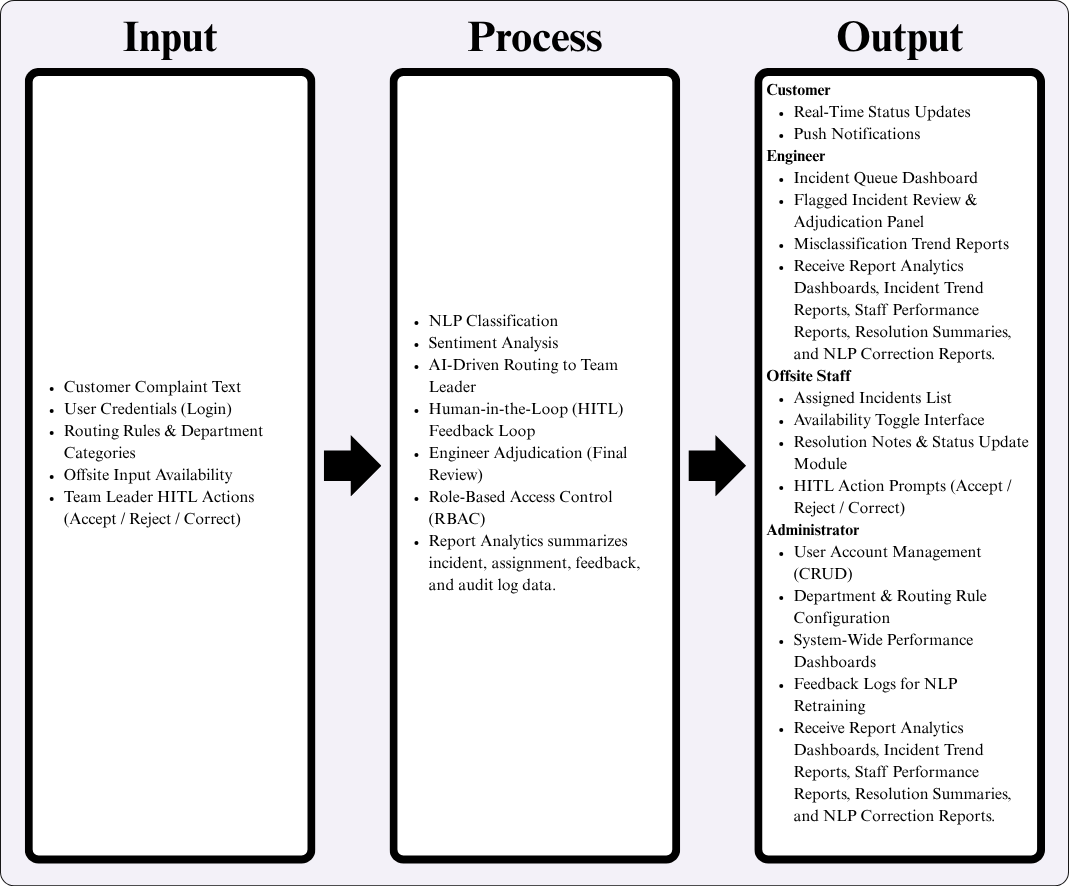 Input
Customer Complaint Text
User Credentials (Login)
Routing Rules & Department
Categories
Offsite Input Availability
Team Leader HITL Actions
(Accept / Reject / Correct)
Process
NLP Classification
Sentiment Analysis
AI-Driven Routing to Team
Leader
Human-in-the-Loop (HITL)
Feedback Loop
Engineer Adjudication (Final
Review)
Role-Based Access Control
(RBAC)
Report Analytics summarizes
incident, assignment, feedback,
and audit log data.
Output
Customer
Real-Time Status Updates
Push Notifications
Engineer
Incident Queue Dashboard
Flagged Incident Review &
Adjudication Panel
Misclassification Trend Reports
Receive Report Analytics
Dashboards, Incident Trend
Reports, Staff Performance
Reports, Resolution Summaries,
and NLP Correction Reports.
Offsite Staff
Assigned Incidents List
Availability Toggle Interface
Resolution Notes & Status Update
Module
HITL Action Prompts (Accept /
Reject / Correct)
Administrator
User Account Management
(CRUD)
Department & Routing Rule
Configuration
System-Wide Performance
Dashboards
Feedback Logs for NLP
Retraining
Receive Report Analytics
Dashboards, Incident Trend
Reports, Staff Performance
Reports, Resolution Summaries,
and NLP Correction Reports.